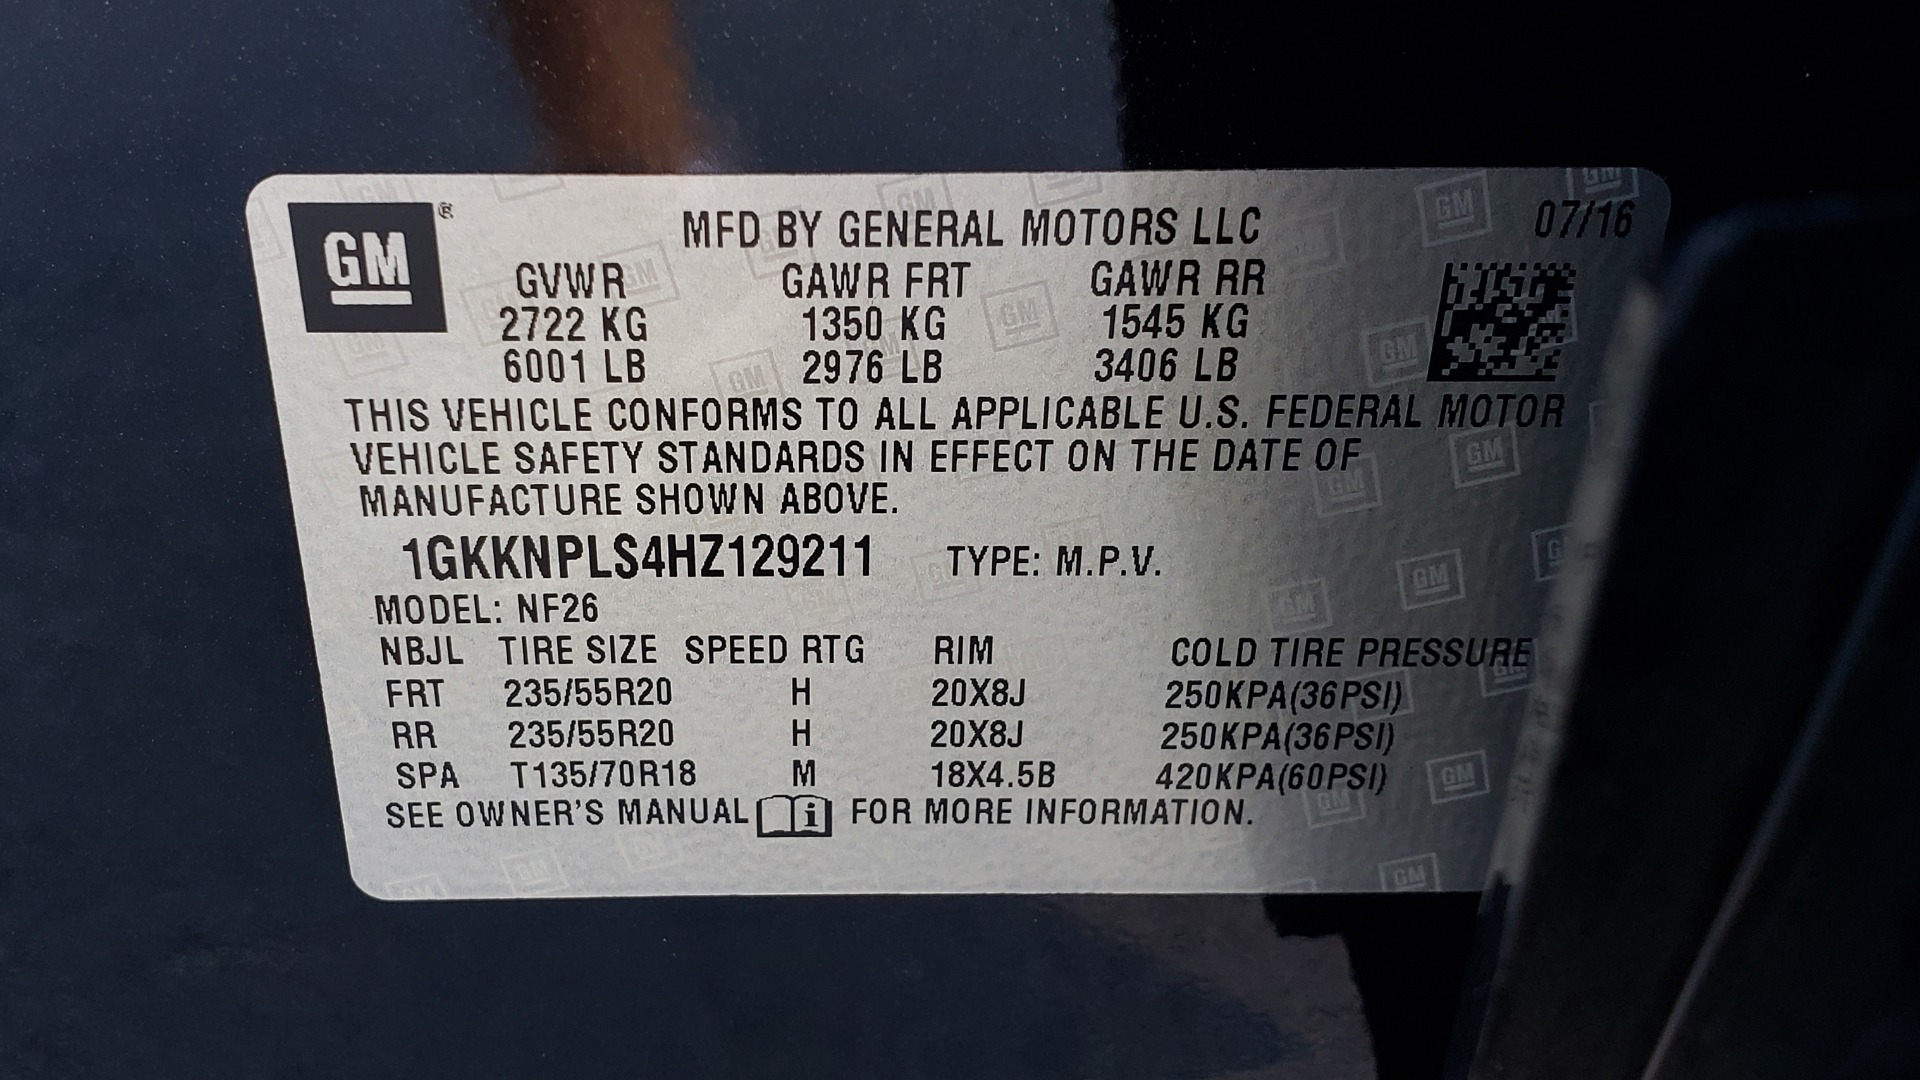 GM ®
MFD BY GENERAL MOTORS LLC 07/16
GVWR GAWR FRT GAWR RR
2722 KG 1350 KG 1545 KG
6001 LB 2976 LB 3406 LB
THIS VEHICLE CONFORMS TO ALL APPLICABLE U.S. FEDERAL MOTOR
VEHICLE SAFETY STANDARDS IN EFFECT ON THE DATE OF
MANUFACTURE SHOWN ABOVE.
1GKKNPLS4HZ129211 TYPE: M.P.V.
MODEL: NF26
NBJL TIRE SIZE SPEED RTG RIM COLD TIRE PRESSURE
FRT 235/55R20 H 20X8J 250KPA(36PSI)
RR 235/55R20 H 20X8J 250KPA(36PSI)
SPA T135/70R18 M 18X4.5B 420KPA(60PSI)
SEE OWNER'S MANUAL i FOR MORE INFORMATION.